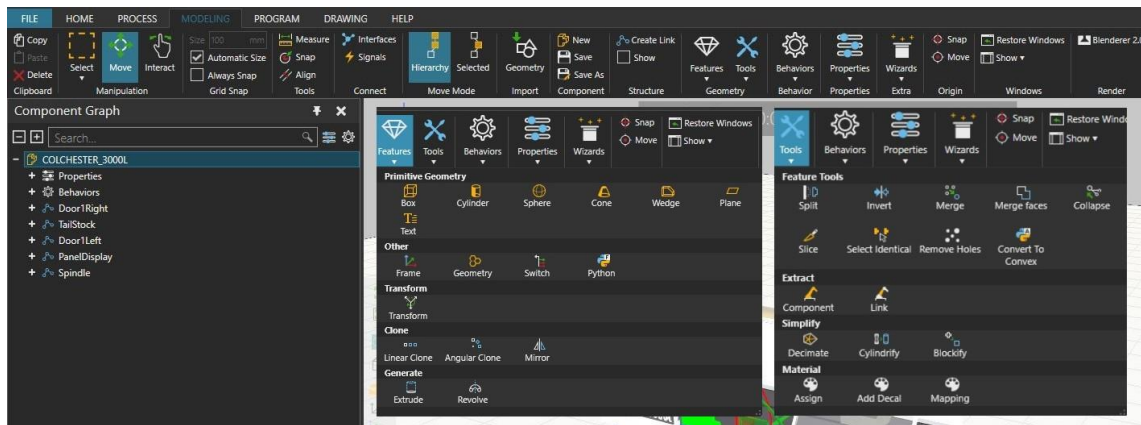 FILE HOME PROCESS MODELING PROGRAM DRAWING HELP
Copy
Paste
Delete
Clipboard
Select Move Interact
Manipulation
Size 100 mm
Automatic Size
Always Snap
Grid Snap
Measure
Snap
Align
Tools
Interfaces
Signals
Connect
Hierarchy Selected
Move Mode
Geometry
Import
New
Save
Save As
Component
Create Link
Show
Structure
Features Tools
Geometry
Behaviors
Behavior
Properties
Properties
Wizards
Extra
Snap
Move
Origin
Restore Windows
Show
Windows
Blenderer 2.
Render
Component Graph
Search...
COLCHESTER_3000L
Properties
Behaviors
Door1Right
TailStock
Door1Left
PanelDisplay
Spindle
Features Tools Behaviors Properties Wizards
Snap
Move
Restore Windows
Show
Primitive Geometry
Box Cylinder Sphere Cone Wedge Plane
Text
Other
Frame Geometry Switch Python
Transform
Transform
Clone
Linear Clone Angular Clone Mirror
Generate
Extrude Revolve
Tools Behaviors Properties Wizards
Snap
Move
Restore Windo
Show
Feature Tools
Split Invert Merge Merge faces Collapse
Slice Select Identical Remove Holes Convert To
Convex
Extract
Component Link
Simplify
Decimate Cylindrify Blockify
Material
Assign Add Decal Mapping